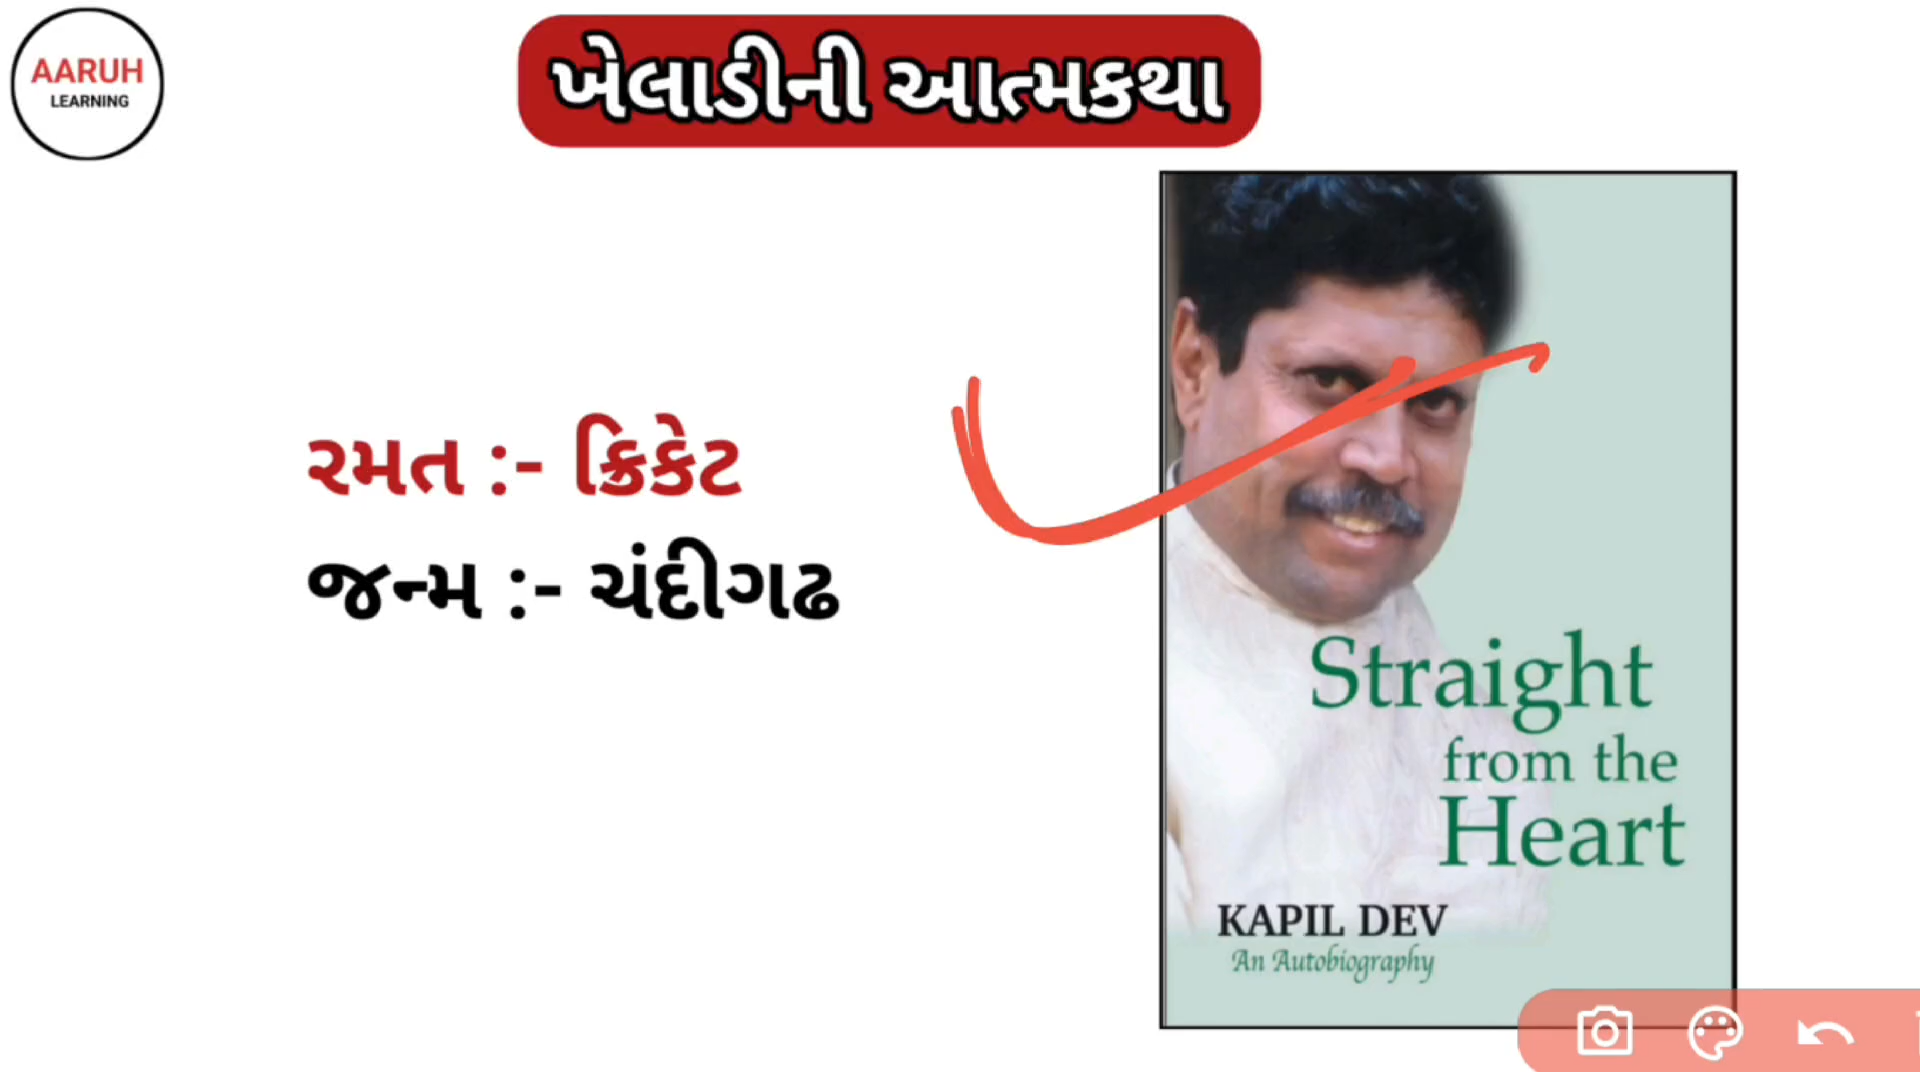 AARUH
LEARNING
ખેલાડીની આત્મકથા
રમત :- ક્રિકેટ
જન્મ :- ચંદીગઢ
Straight
from the
Heart
KAPIL DEV
An Autobiography